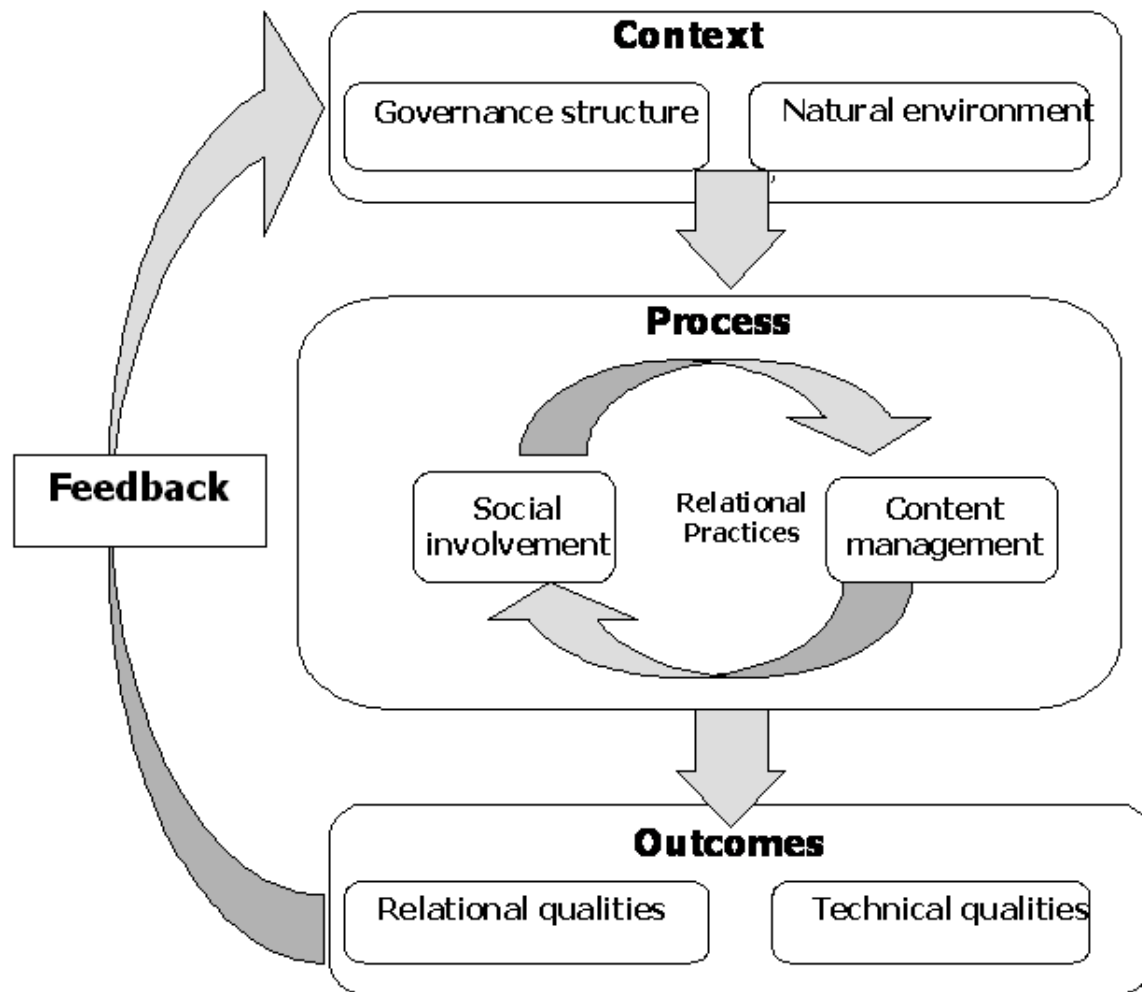 Context
Governance structure
Natural environment
Process
Social
involvement
Relational
Practices
Content
management
Feedback
Outcomes
Relational qualities
Technical qualities